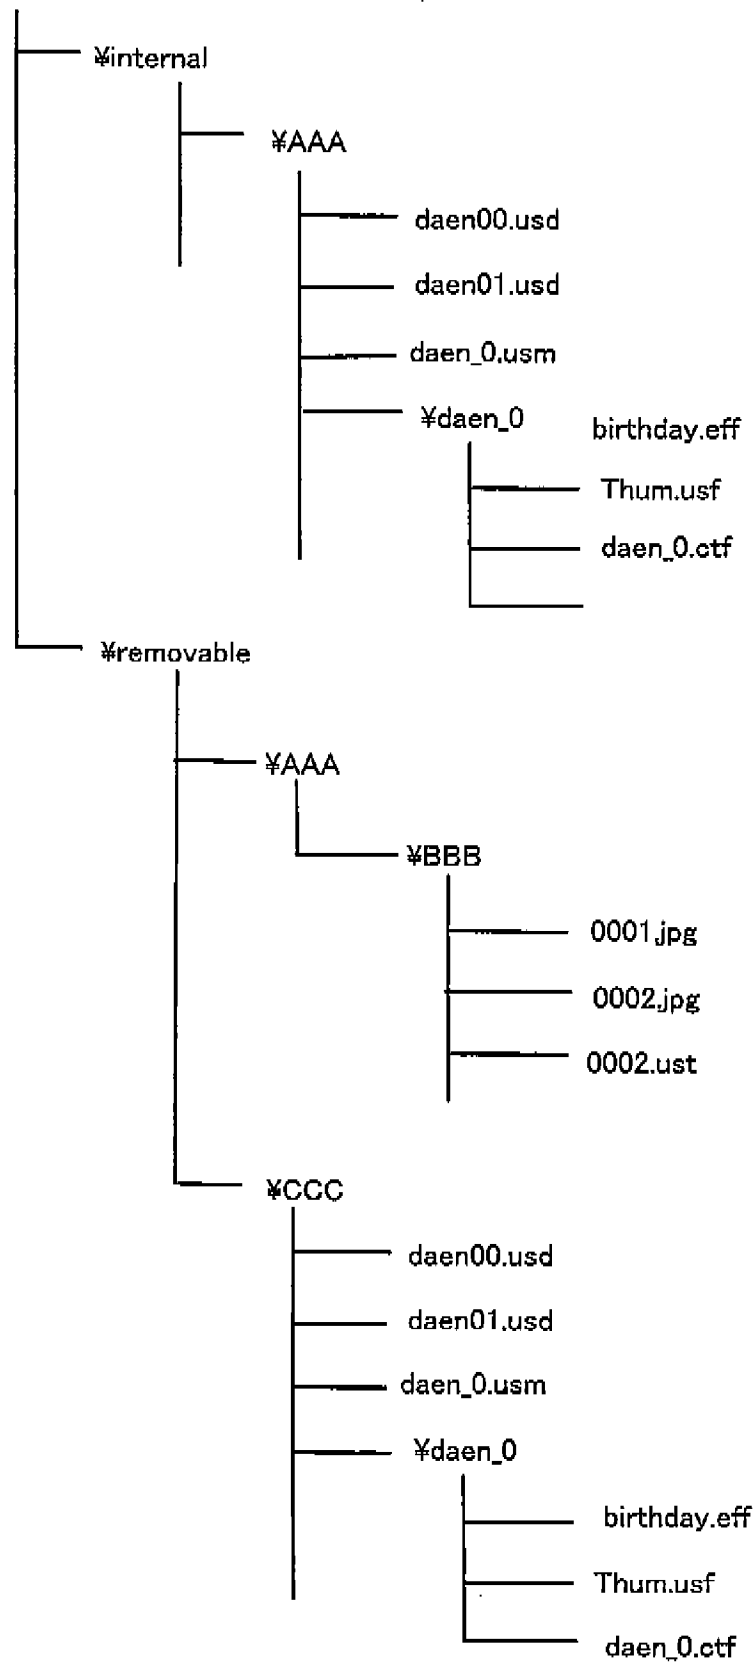 ¥internal
¥AAA
daen00.usd
daen01.usd
daen_0.usm
¥daen_0
birthday.eff
Thum.usf
daen_0.ctf
¥removable
¥AAA
¥BBB
0001.jpg
0002.jpg
0002.ust
¥CCC
daen00.usd
daen01.usd
daen_0.usm
¥daen_0
birthday.eff
Thum.usf
daen_0.ctf